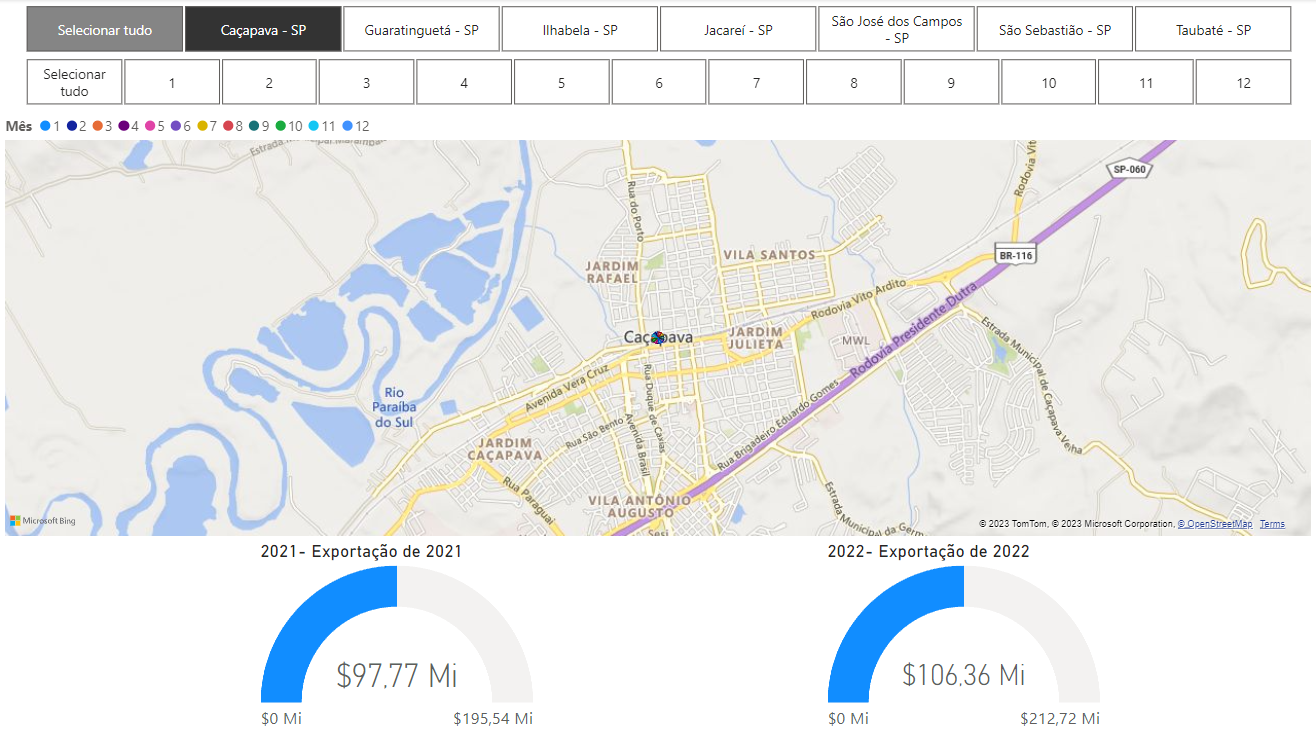 Selecionar tudo
Caçapava - SP
Guaratinguetá - SP
Ilhabela - SP
Jacareí - SP
São José dos Campos
- SP
São Sebastião - SP
Taubaté - SP
Selecionar
tudo
1
2
3
4
5
6
7
8
9
10
11
12
Mês 1 2 3 4 5 6 7 8 9 10 11 12
Estrada Municipal
Rua do Porto
Rodovia Vito
SP-060
BR-116
VILA SANTOS
JARDIM
RAFAEL
Rodovia Vito Ardito
Caçapava
JARDIM
JULIETA
MWL
Rodovia Presidente Dutra
Estrada Municipal de Caçapava Velha
Rio
Paraíba
do Sul
Avenida Vera Cruz
Rua Duque de Caxias
Rua Brigadeiro Eduardo Gomes
Rua São Bento
Avenida Brasil
JARDIM
CAÇAPAVA
Rua Paraguai
VILA ANTÔNIO
AUGUSTO
Sesi
Estrada Municipal da Germ
Microsoft Bing
© 2023 TomTom, © 2023 Microsoft Corporation, © OpenStreetMap Terms
2021- Exportação de 2021
2022- Exportação de 2022
$97,77 Mi
$0 Mi
$195,54 Mi
$106,36 Mi
$0 Mi
$212,72 Mi